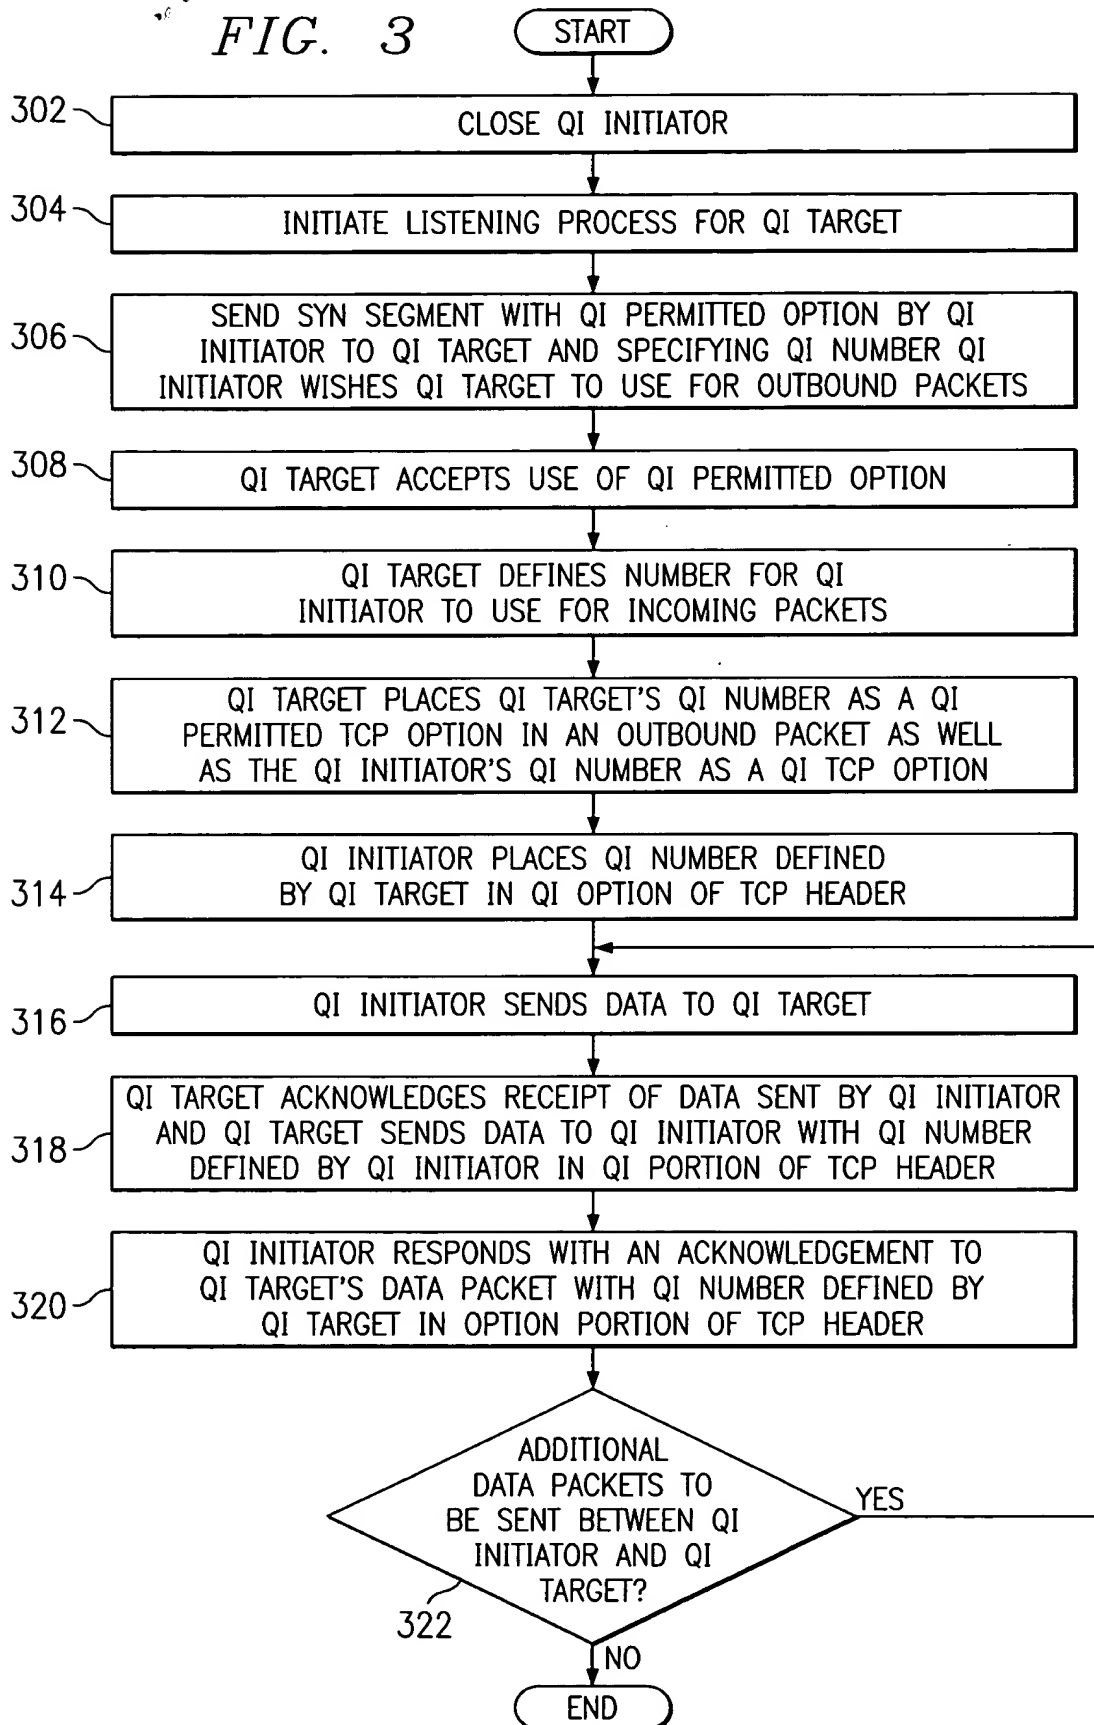 FIG. 3
START
302
CLOSE QI INITIATOR
304
INITIATE LISTENING PROCESS FOR QI TARGET
306
SEND SYN SEGMENT WITH QI PERMITTED OPTION BY QI
INITIATOR TO QI TARGET AND SPECIFYING QI NUMBER QI
INITIATOR WISHES QI TARGET TO USE FOR OUTBOUND PACKETS
308
QI TARGET ACCEPTS USE OF QI PERMITTED OPTION
310
QI TARGET DEFINES NUMBER FOR QI
INITIATOR TO USE FOR INCOMING PACKETS
312
QI TARGET PLACES QI TARGET'S QI NUMBER AS A QI
PERMITTED TCP OPTION IN AN OUTBOUND PACKET AS WELL
AS THE QI INITIATOR'S QI NUMBER AS A QI TCP OPTION
314
QI INITIATOR PLACES QI NUMBER DEFINED
BY QI TARGET IN QI OPTION OF TCP HEADER
316
QI INITIATOR SENDS DATA TO QI TARGET
318
QI TARGET ACKNOWLEDGES RECEIPT OF DATA SENT BY QI INITIATOR
AND QI TARGET SENDS DATA TO QI INITIATOR WITH QI NUMBER
DEFINED BY QI INITIATOR IN QI PORTION OF TCP HEADER
320
QI INITIATOR RESPONDS WITH AN ACKNOWLEDGEMENT TO
QI TARGET'S DATA PACKET WITH QI NUMBER DEFINED BY
QI TARGET IN OPTION PORTION OF TCP HEADER
ADDITIONAL
DATA PACKETS TO
BE SENT BETWEEN QI
INITIATOR AND QI
TARGET?
YES
322
NO
END